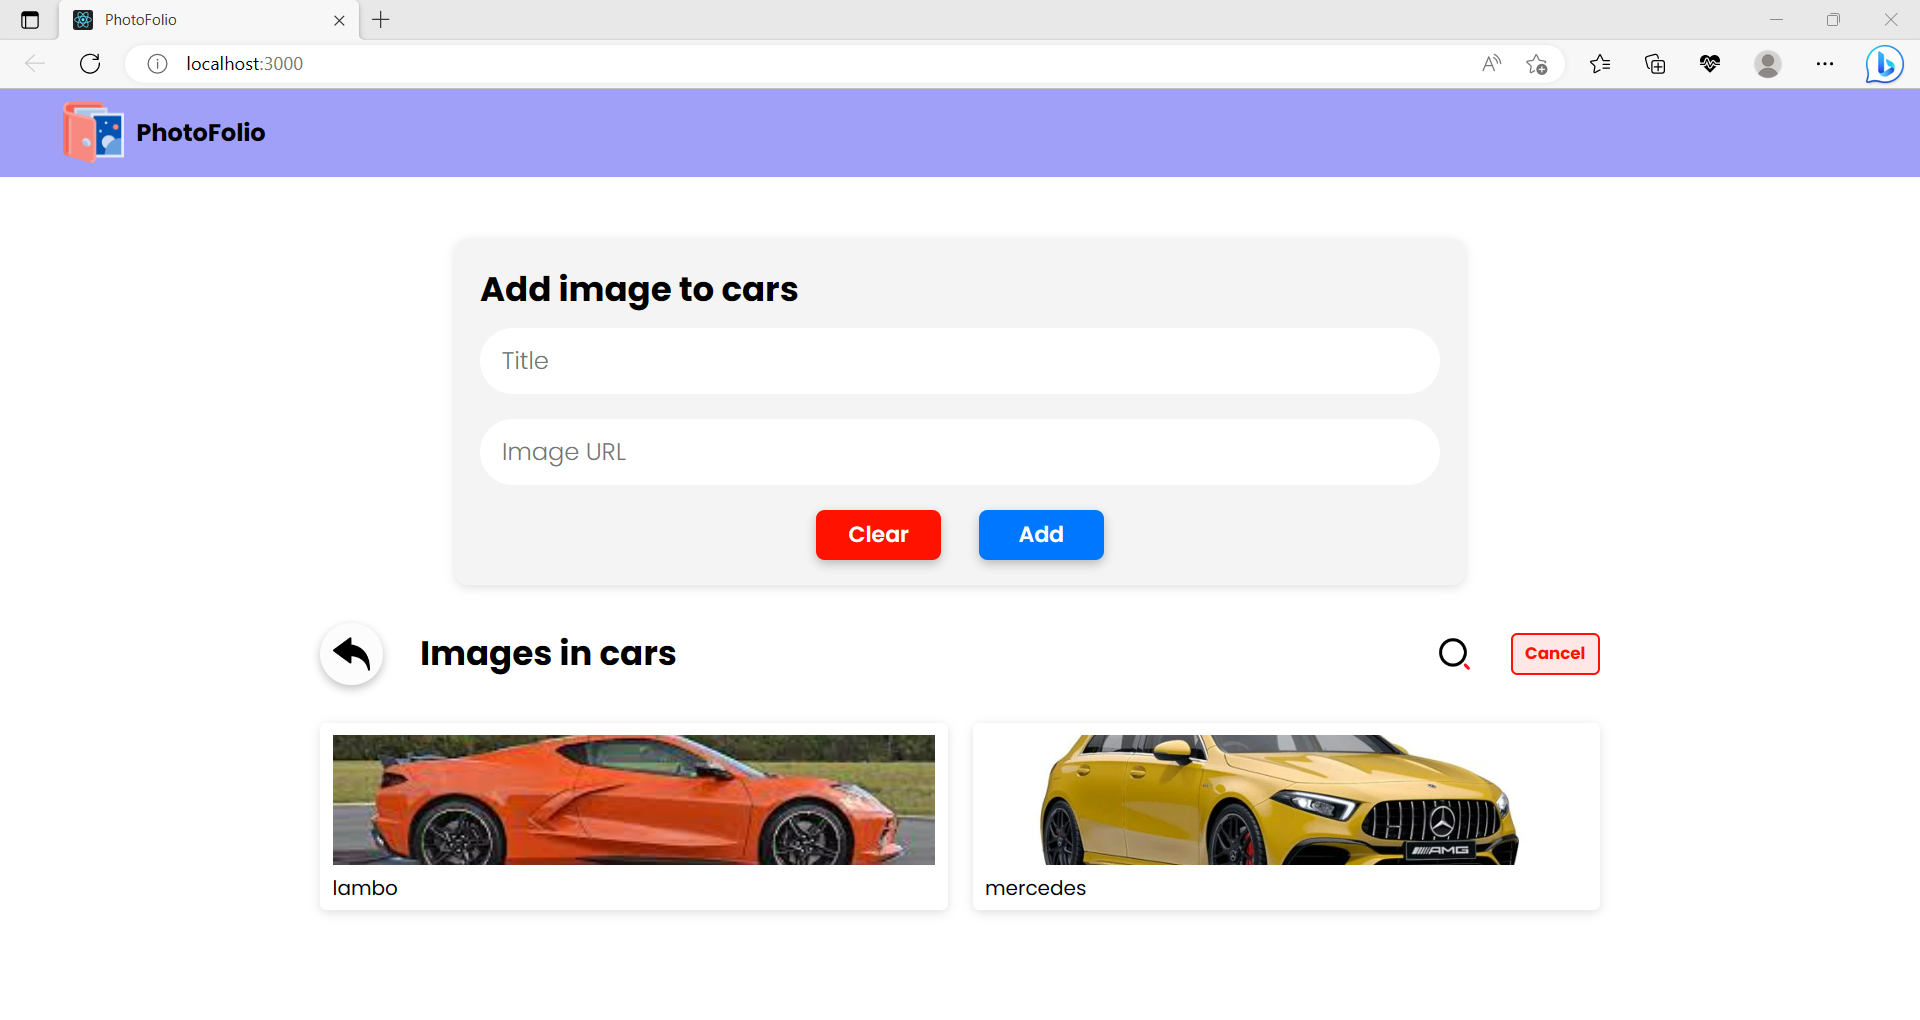 PhotoFolio
localhost:3000
PhotoFolio
Add image to cars
Title
Image URL
Clear Add
Images in cars
Cancel
AMG
lambo mercedes